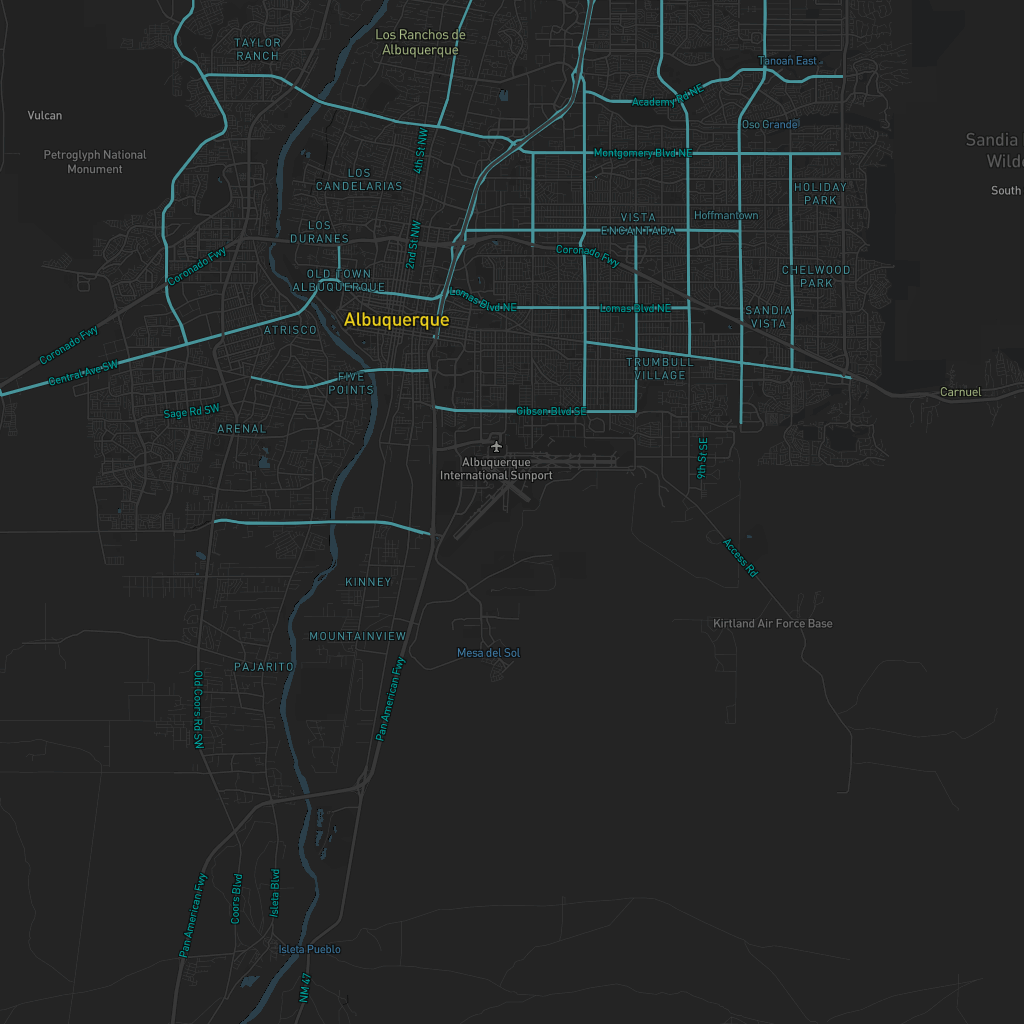 TAYLOR
RANCH
Los Ranchos de
Albuquerque
Tanoan East
Academy Rd NE
Vulcan
Oso Grande
4th St NW
Petroglyph National
Monument
Montgomery Blvd NE
Sandia
Wilde
South
LOS
CANDELARIAS
HOLIDAY
PARK
LOS
DURANES
VISTA
ENCANTADA
Hoffmantown
2nd St NW
Coronado Fwy
Coronado Fwy
OLD TOWN
ALBUQUERQUE
CHELWOOD
PARK
Lomas Blvd NE
Lomas Blvd NE
Albuquerque
ATRISCO
SANDIA
VISTA
Coronado Fwy
Central Ave SW
TRUMBULL
VILLAGE
FIVE
POINTS
Carnuel
Sage Rd SW
Gibson Blvd SE
ARENAL
Albuquerque
International Sunport
9th St SE
Access Rd
KINNEY
Kirtland Air Force Base
MOUNTAINVIEW
Mesa del Sol
PAJARITO
Old Coors Rd SW
Pan American Fwy
Pan American Fwy
Coors Blvd
Isleta Blvd
Isleta Pueblo
NM 47